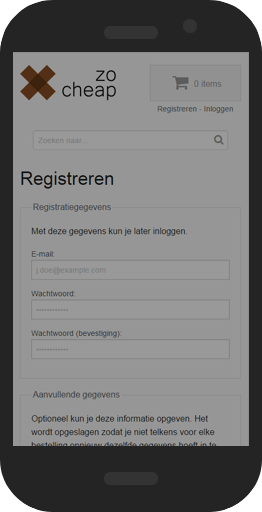 zo
cheap
0 items
Registreren - Inloggen
Zoeken naar...
Registreren
Registratiegegevens
Met deze gegevens kun je later inloggen.
E-mail:
j.doe@example.com
Wachtwoord:
------------
Wachtwoord (bevestiging):
------------
Aanvullende gegevens
Optioneel kun je deze informatie opgeven. Het
wordt opgeslagen zodat je niet telkens voor elke
bestelling opnieuw dezelfde gegevens hoeft in te